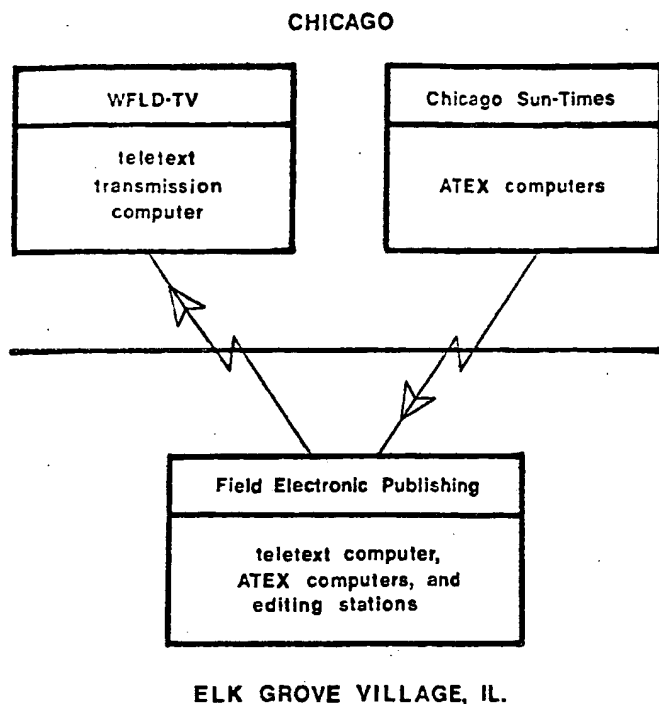 CHICAGO
WFLD-TV
teletext
transmission
computer
Chicago Sun-Times
ATEX computers
Field Electronic Publishing
teletext computer,
ATEX computers, and
editing stations
ELK GROVE VILLAGE, IL.